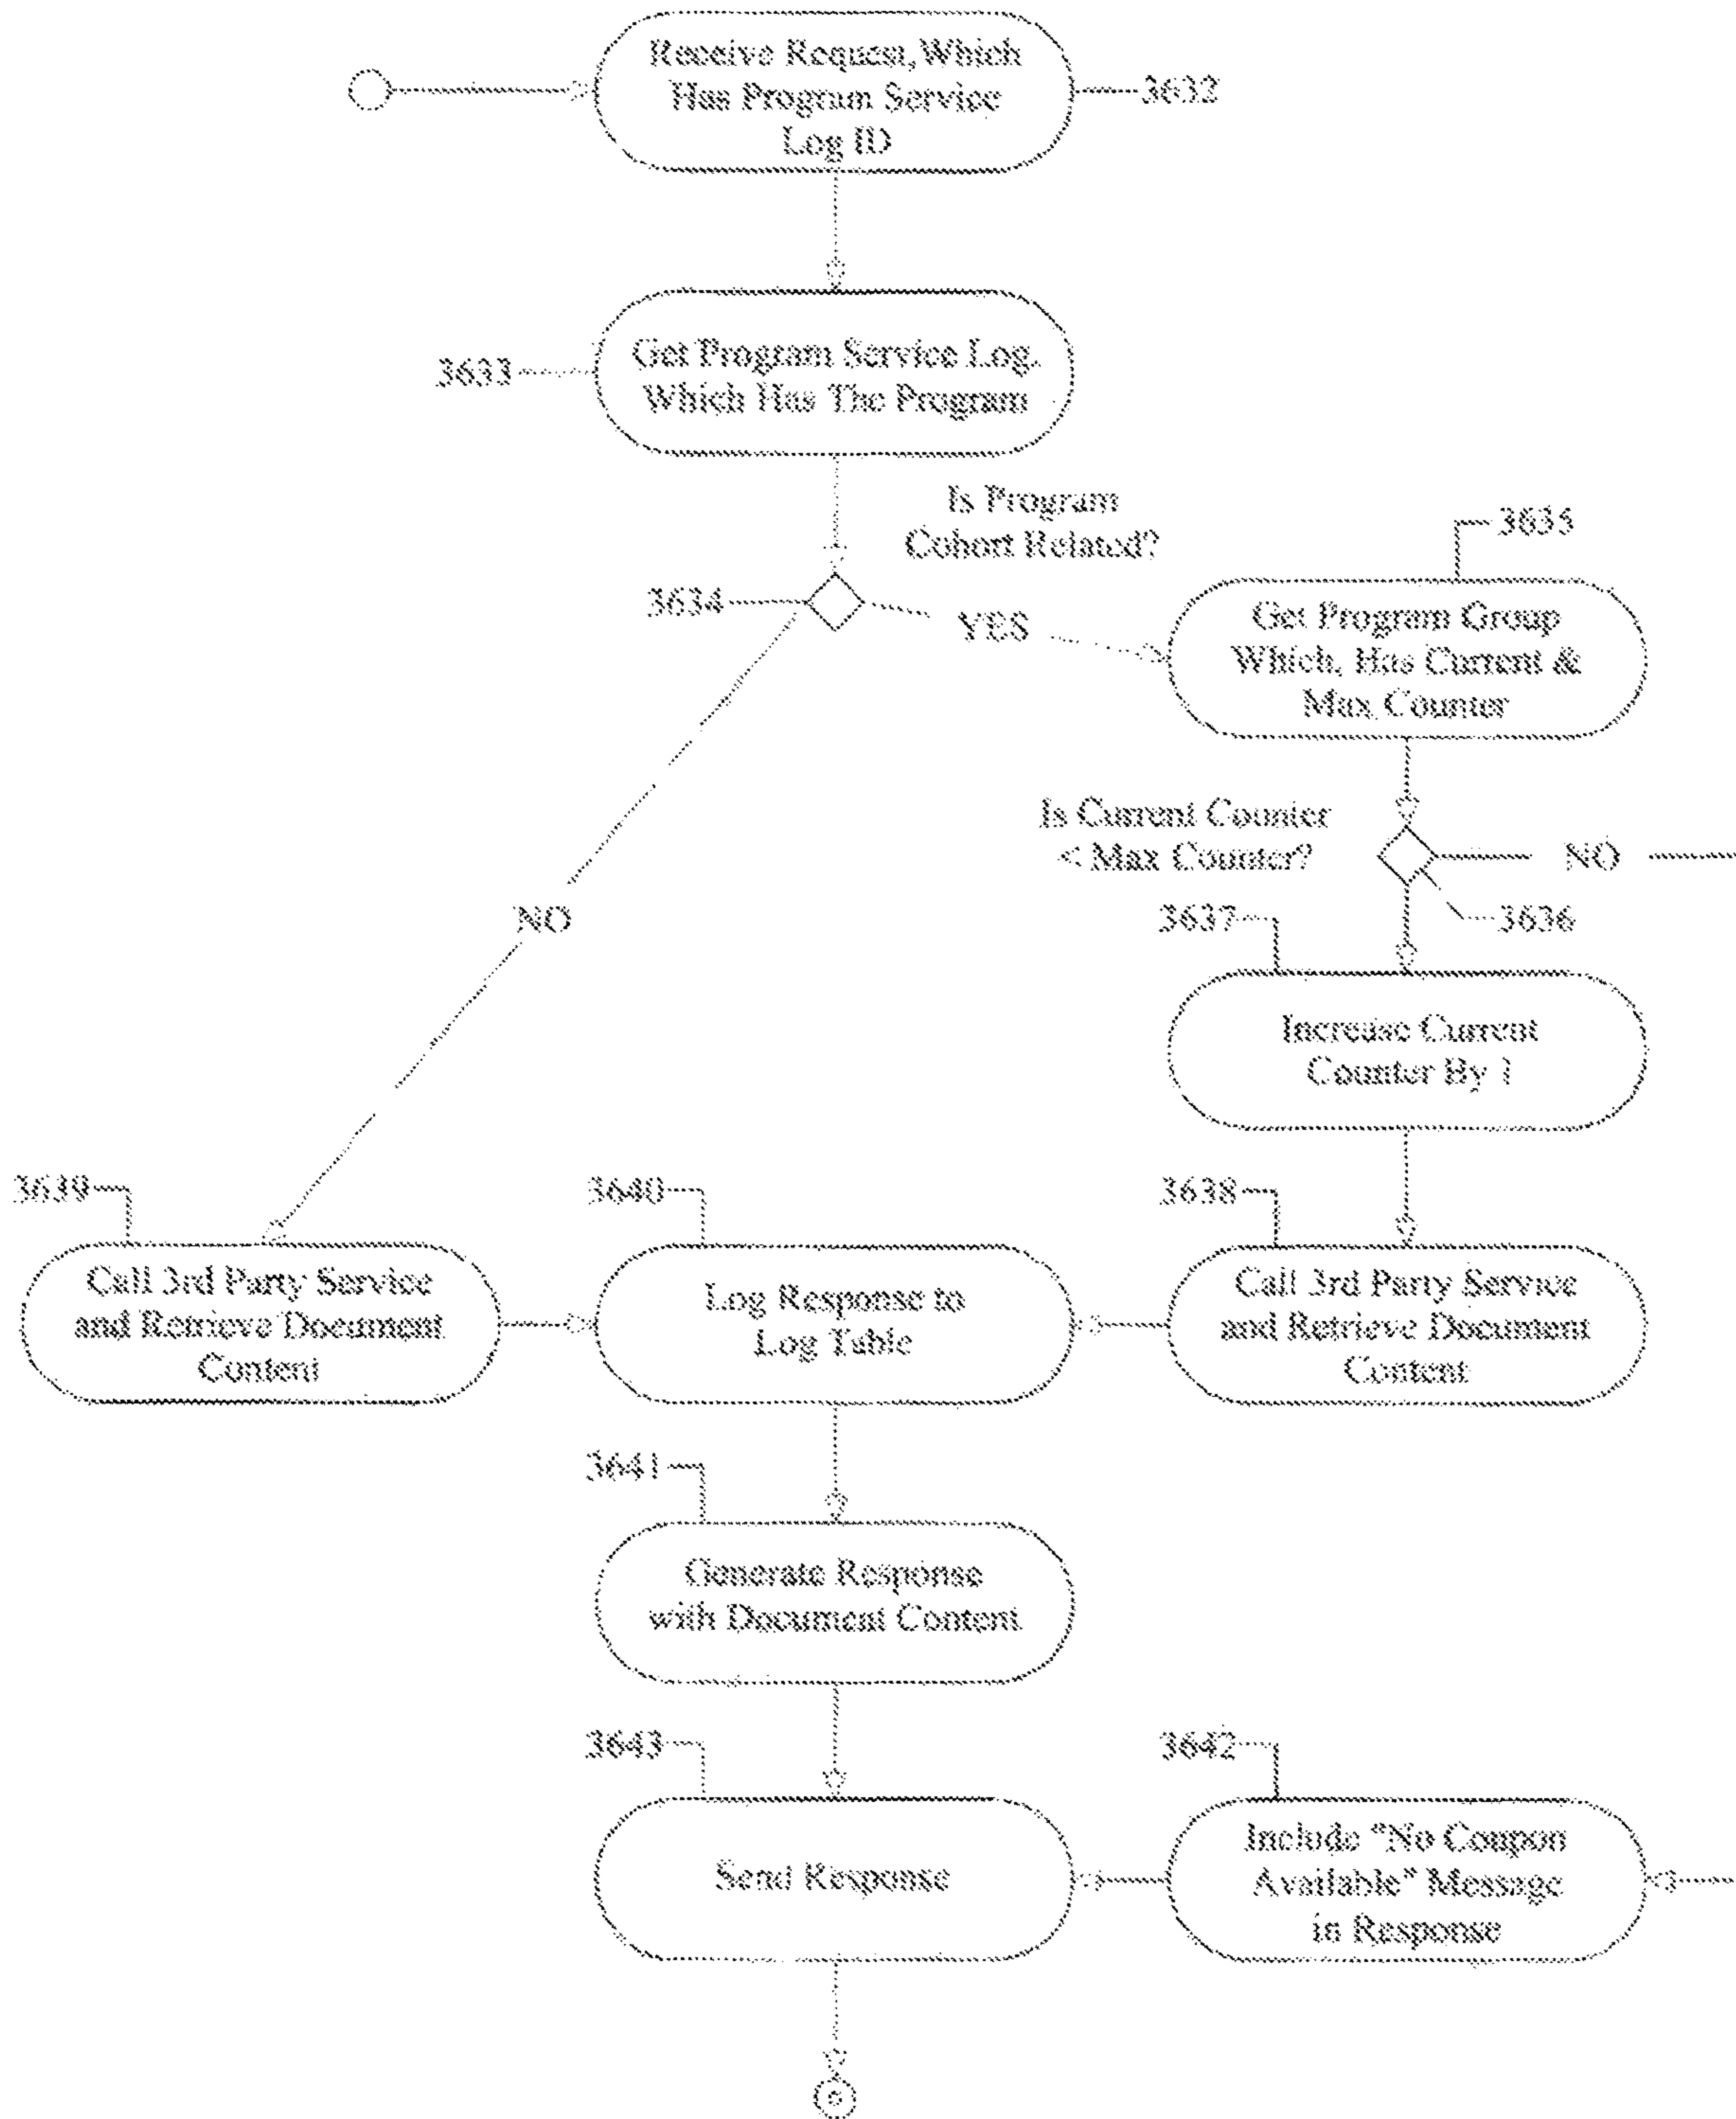 Receive Request, Which
Has Program Service
Log ID
3632
Get Program Service Log,
Which Has The Program
3633
Is Program
Cohort Related?
3634
YES
3635
Get Program Group
Which, Has Current &
Max Counter
Is Current Counter
< Max Counter?
NO
3636
NO
3637
Increase Current
Counter By 1
3639
3640
3638
Call 3rd Party Service
and Retrieve Document
Content
Log Response to
Log Table
Call 3rd Party Service
and Retrieve Document
Content
3641
Generate Response
with Document Content
3643
3642
Send Response
Include "No Coupon
Available" Message
in Response